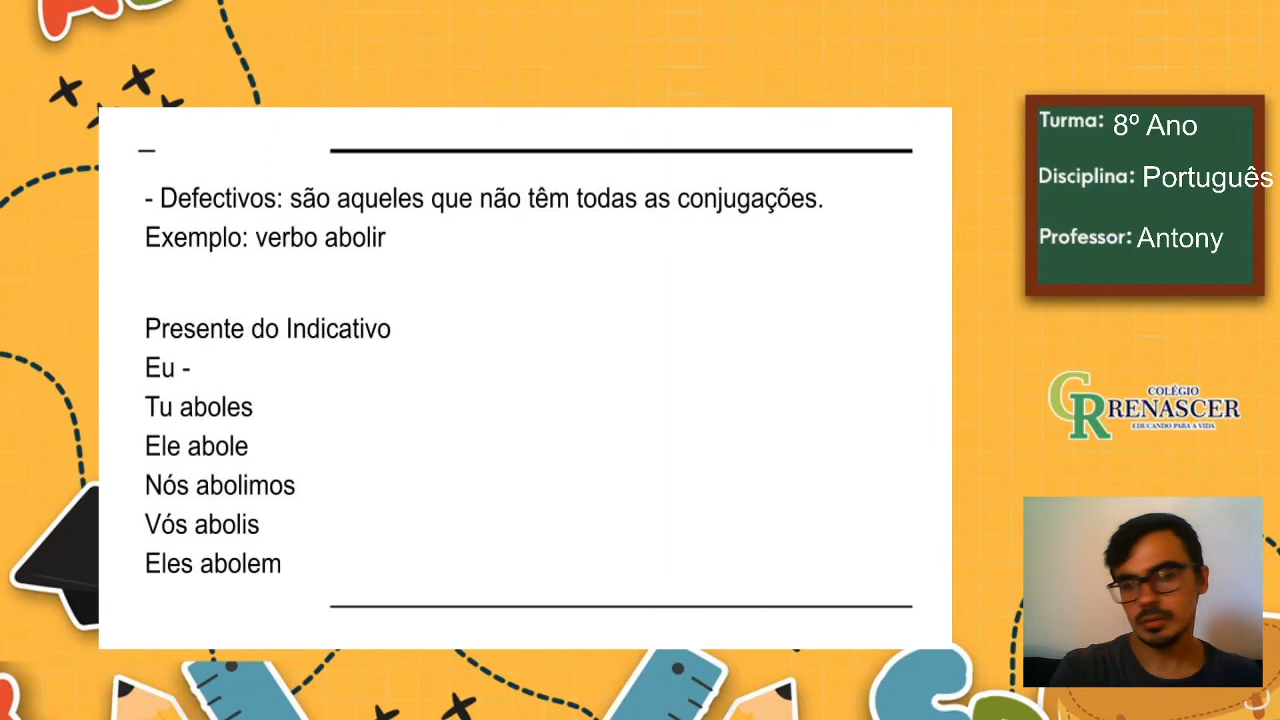 - Defectivos: são aqueles que não têm todas as conjugações.
Exemplo: verbo abolir
Presente do Indicativo
Eu -
Tu aboles
Ele abole
Nós abolimos
Vós abolis
Eles abolem
Turma: 8º Ano
Disciplina: Português
Professor: Antony
CR
COLÉGIO
RENASCER
EDUCANDO PARA A VIDA